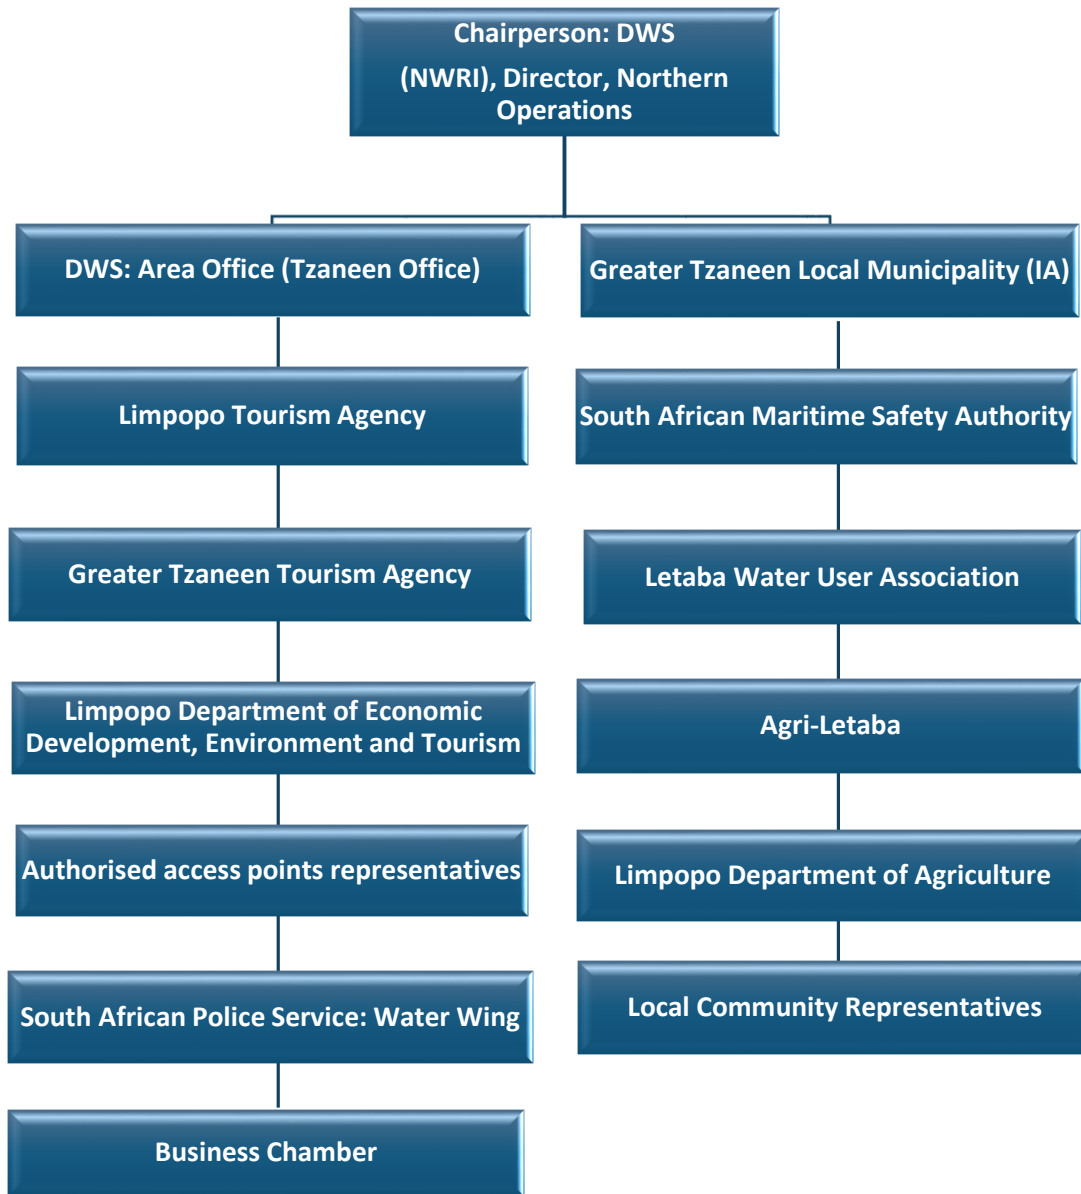 Chairperson: DWS
(NWRI), Director, Northern
Operations
DWS: Area Office (Tzaneen Office)
Greater Tzaneen Local Municipality (IA)
Limpopo Tourism Agency
South African Maritime Safety Authority
Greater Tzaneen Tourism Agency
Letaba Water User Association
Limpopo Department of Economic
Development, Environment and Tourism
Agri-Letaba
Authorised access points representatives
Limpopo Department of Agriculture
South African Police Service: Water Wing
Local Community Representatives
Business Chamber